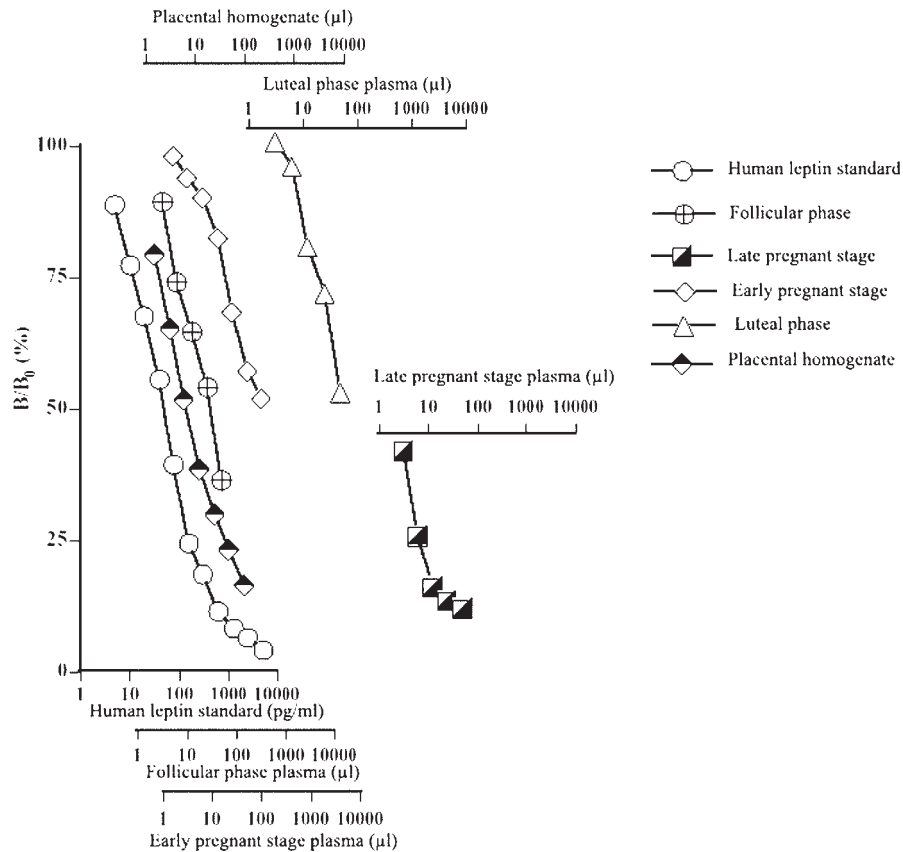 Placental homogenate (µl)
1 10 100 1000 10000
Luteal phase plasma (µl)
1 10 100 1000 10000
100
75
50
25
0
B/B0 (%)
Human leptin standard
Follicular phase
Late pregnant stage
Early pregnant stage
Luteal phase
Placental homogenate
Late pregnant stage plasma (µl)
1 10 100 1000 10000
1 10 100 1000 10000
Human leptin standard (pg/ml)
1 10 100 1000 10000
Follicular phase plasma (µl)
1 10 100 1000 10000
Early pregnant stage plasma (µl)